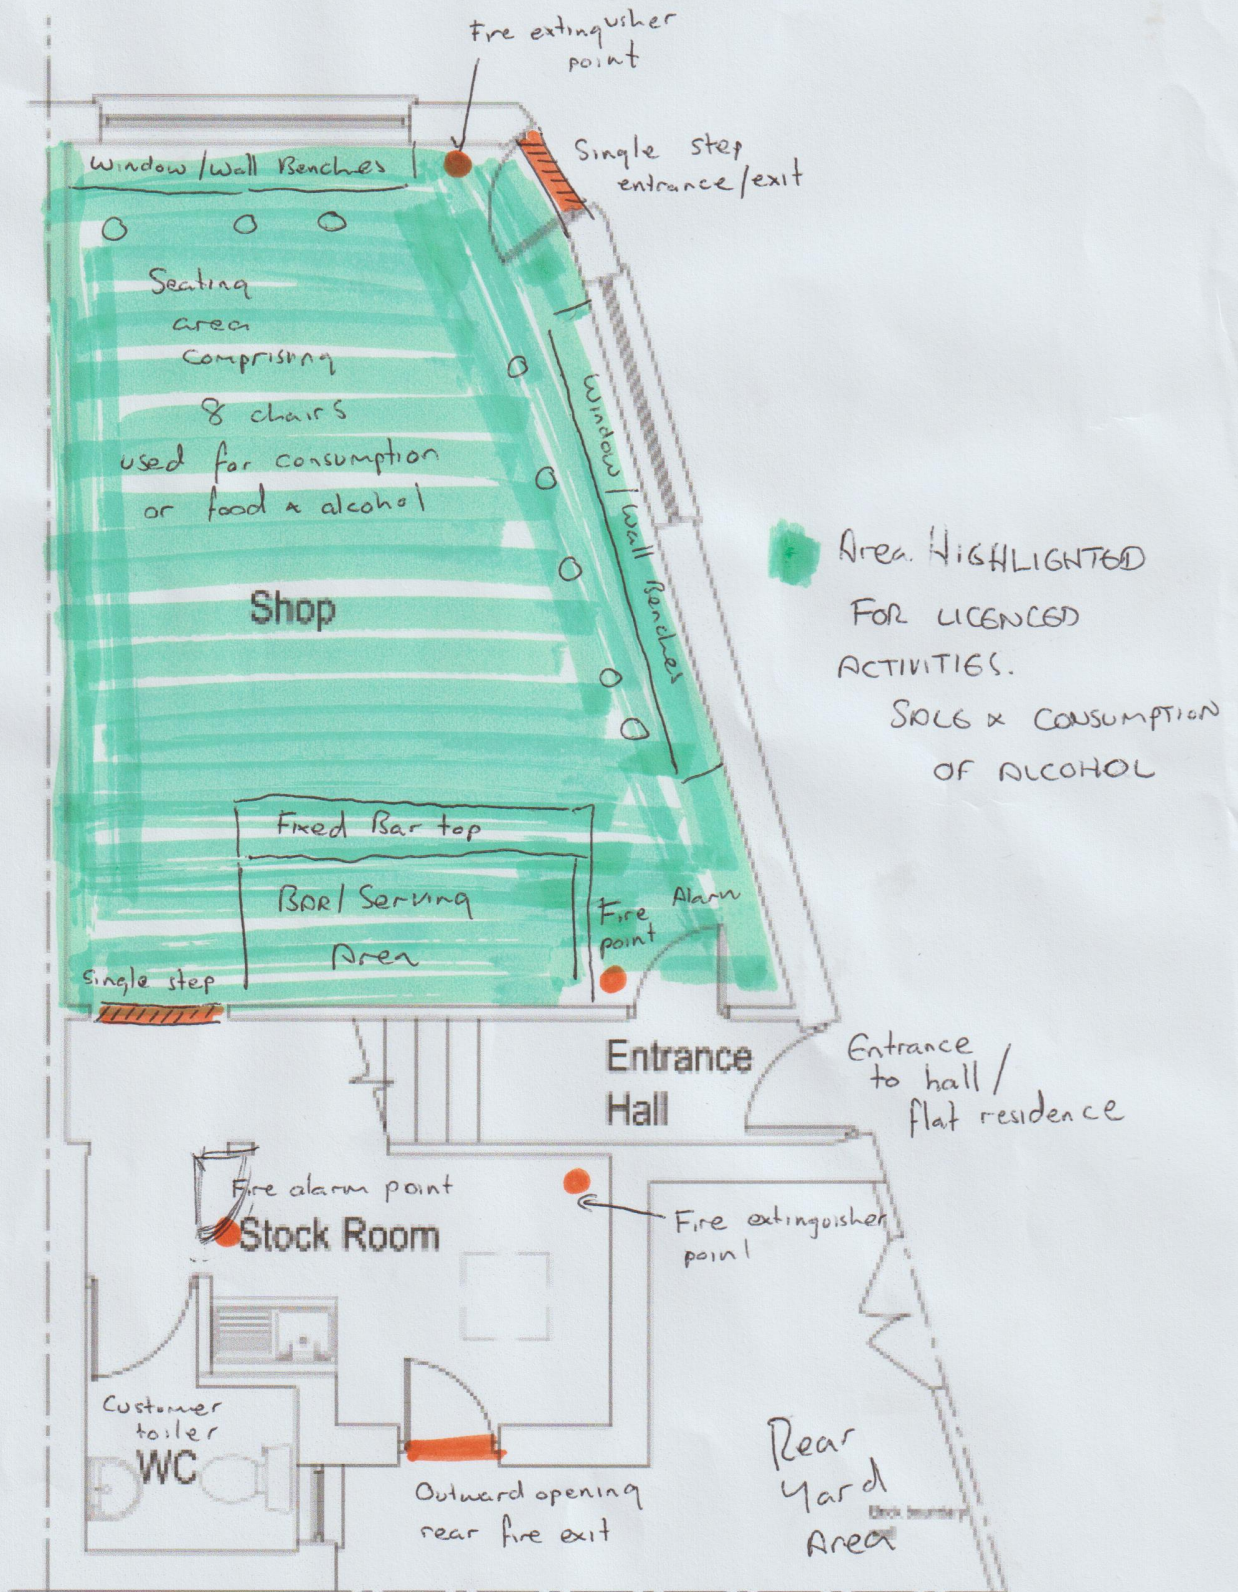 Fire extinguisher
point
Single step
entrance/exit
Window/Wall Benches
Seating
area
comprising
8 chairs
used for consumption
or food & alcohol
Window/Wall Benches
Shop
Area HIGHLIGHTED
FOR LICENCED
ACTIVITIES.
SALE & CONSUMPTION
OF ALCOHOL
Fixed Bar top
BAR/Serving
Area
Fire Alarm
point
Single step
Entrance
Hall
Entrance
to hall/
flat residence
Fire alarm point
Stock Room
Fire extinguisher
point
Customer
toiler
WC
Outward opening
rear fire exit
Rear
Yard
Area